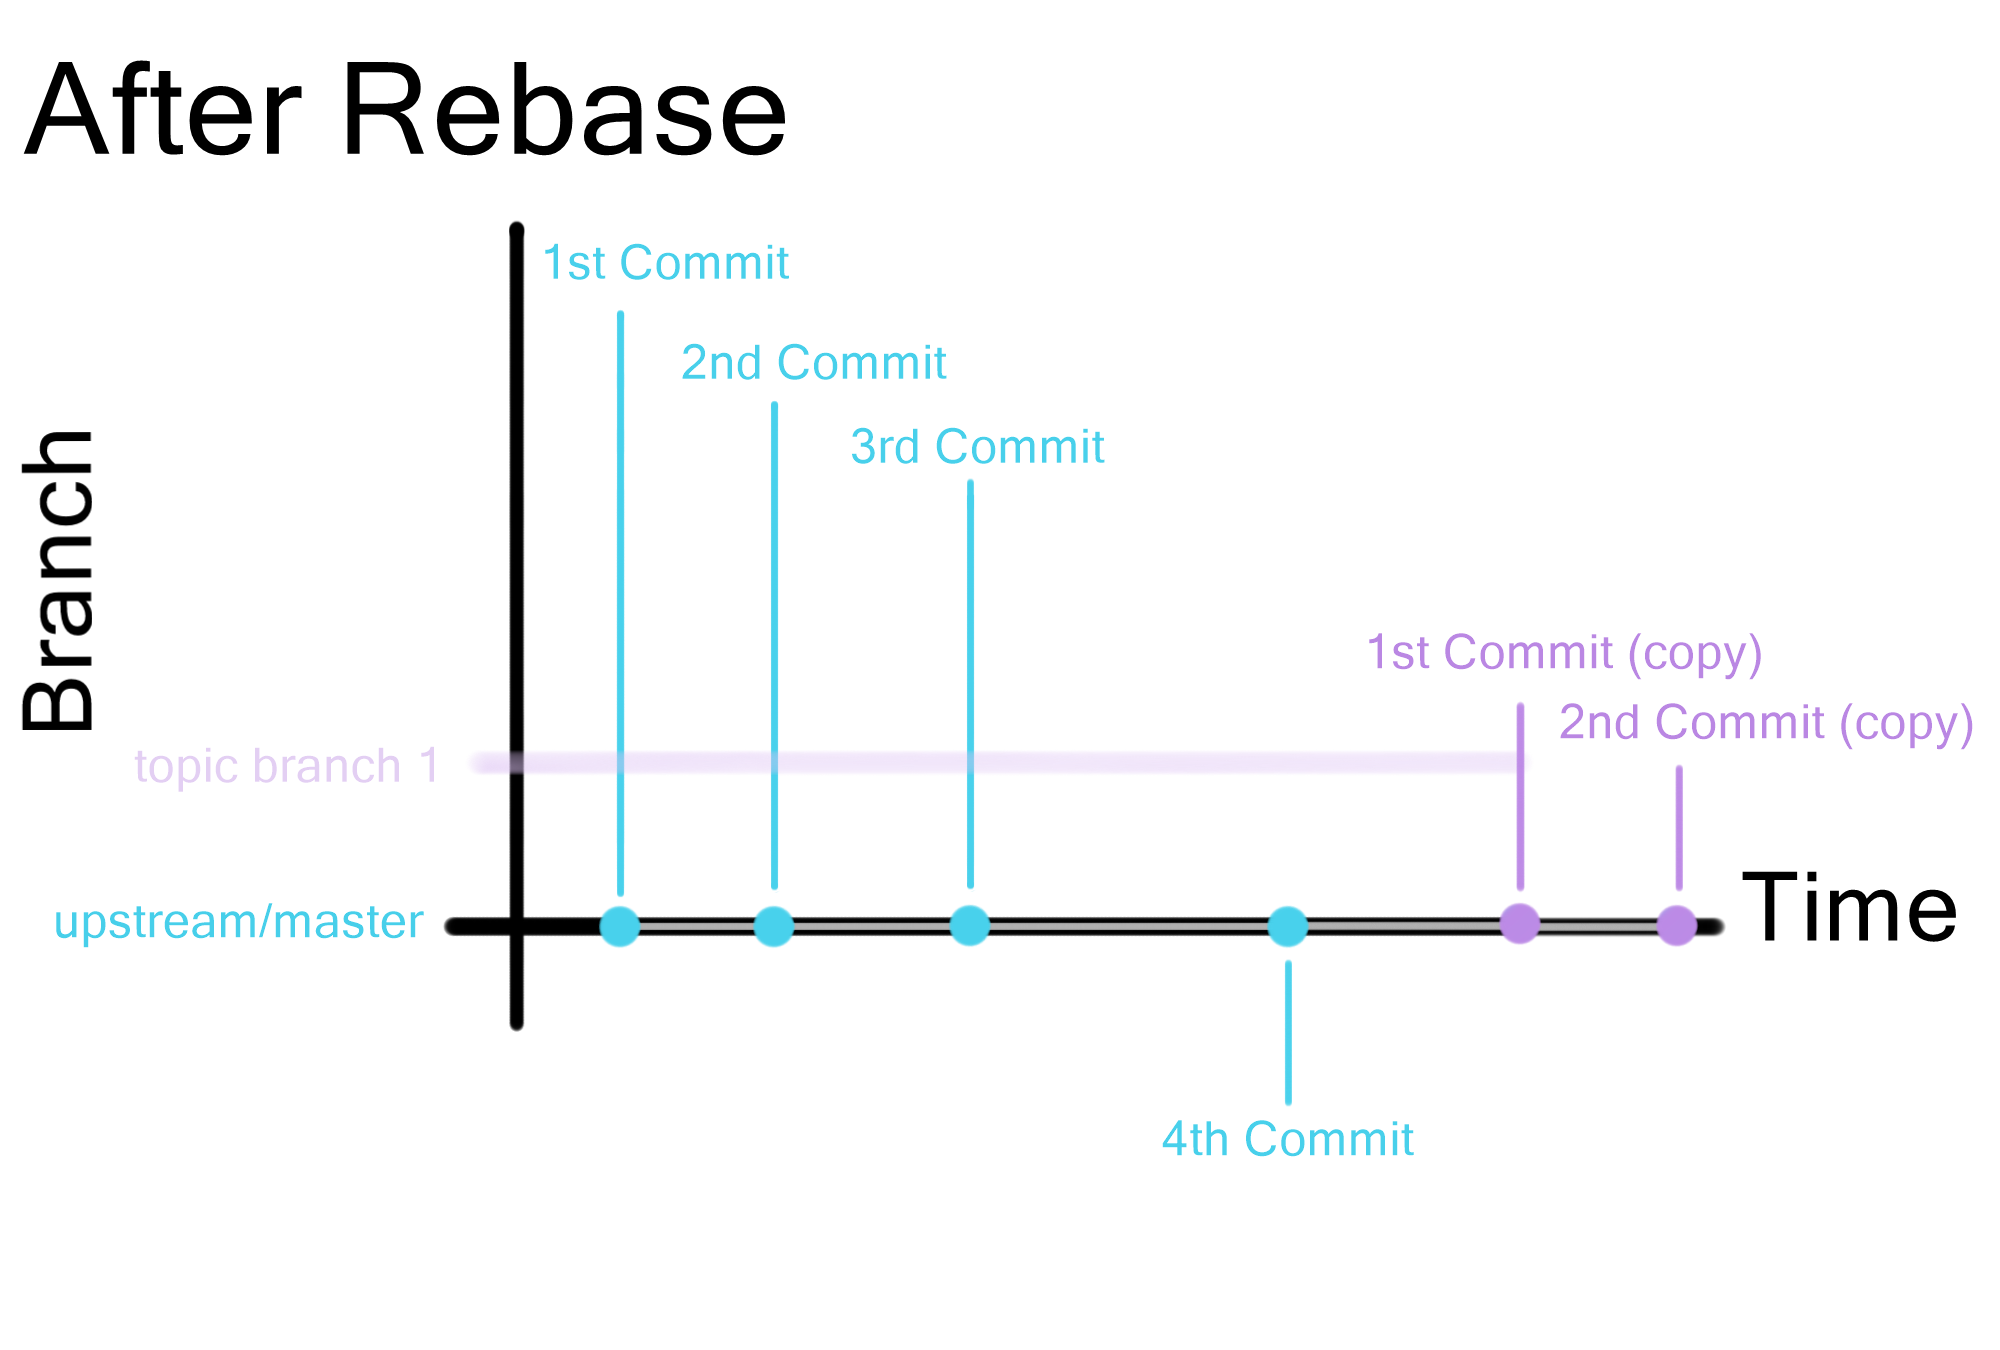 After Rebase
1st Commit
2nd Commit
3rd Commit
Branch
1st Commit (copy)
2nd Commit (copy)
topic branch 1
Time
upstream/master
4th Commit